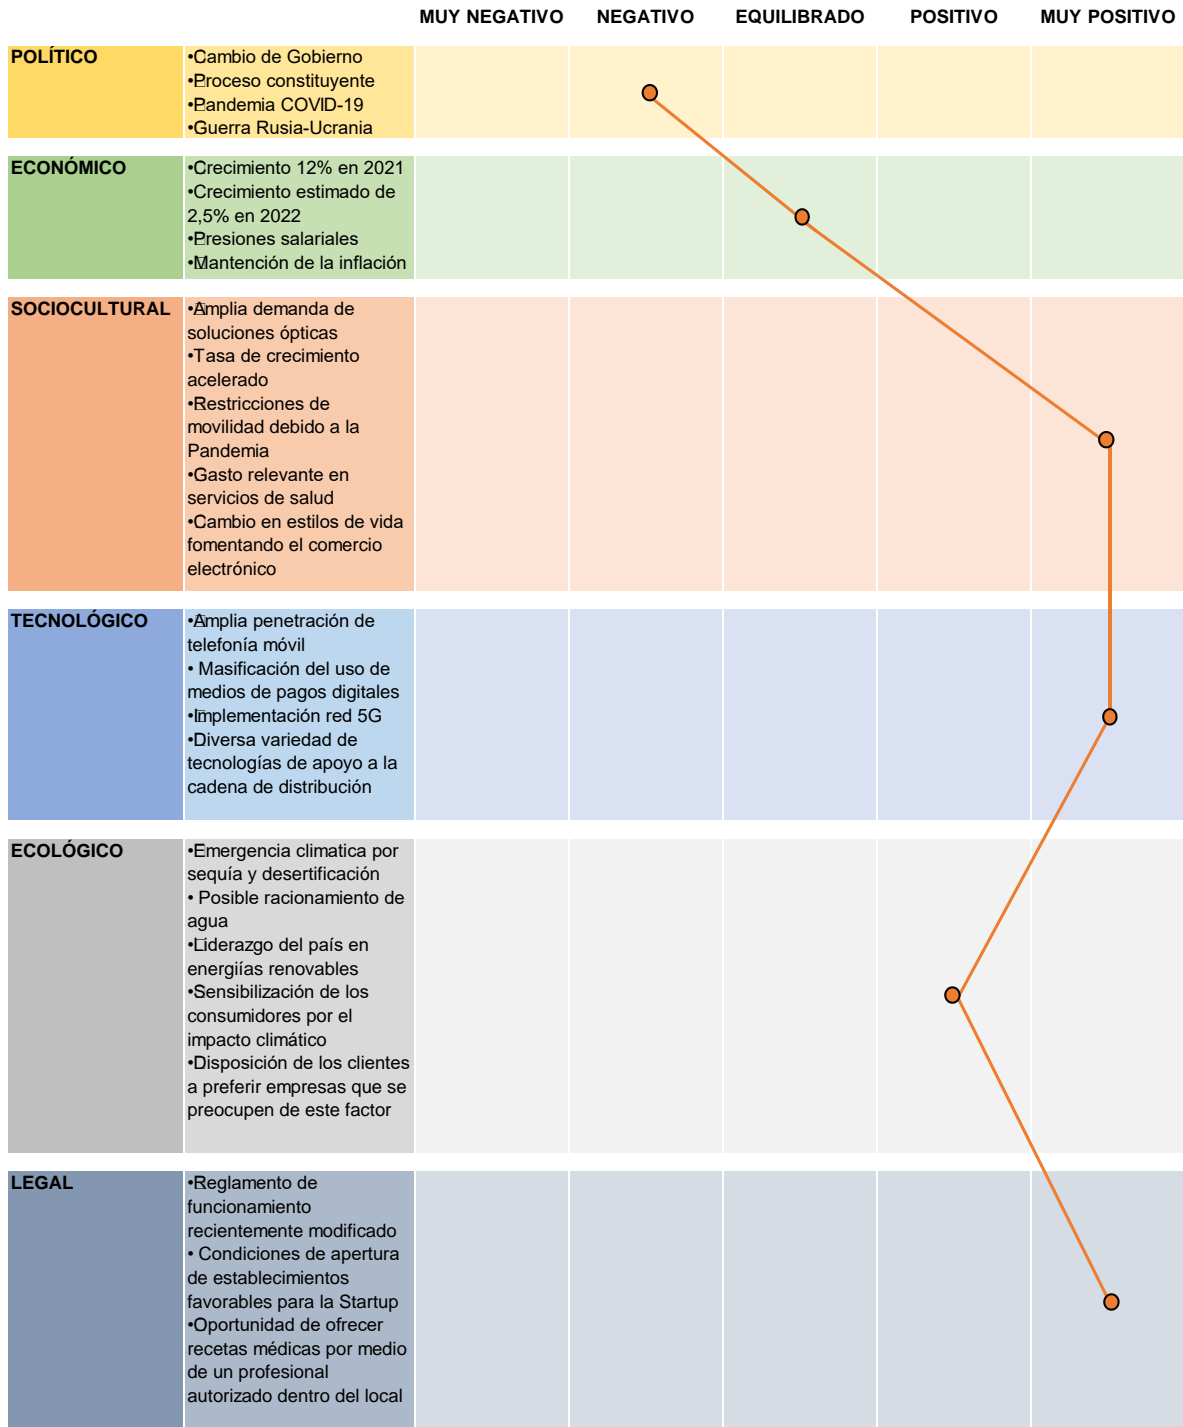 MUY NEGATIVO NEGATIVO EQUILIBRADO POSITIVO MUY POSITIVO
POLÍTICO
•Cambio de Gobierno
•Proceso constituyente
•Pandemia COVID-19
•Guerra Rusia-Ucrania
ECONÓMICO
•Crecimiento 12% en 2021
•Crecimiento estimado de
2,5% en 2022
•Presiones salariales
•Mantención de la inflación
SOCIOCULTURAL
•Amplia demanda de
soluciones ópticas
•Tasa de crecimiento
acelerado
•Restricciones de
movilidad debido a la
Pandemia
•Gasto relevante en
servicios de salud
•Cambio en estilos de vida
fomentando el comercio
electrónico
TECNOLÓGICO
•Amplia penetración de
telefonía móvil
• Masificación del uso de
medios de pagos digitales
•Implementación red 5G
•Diversa variedad de
tecnologías de apoyo a la
cadena de distribución
ECOLÓGICO
•Emergencia climatica por
sequía y desertificación
• Posible racionamiento de
agua
•Liderazgo del país en
energiías renovables
•Sensibilización de los
consumidores por el
impacto climático
•Disposición de los clientes
a preferir empresas que se
preocupen de este factor
LEGAL
•Reglamento de
funcionamiento
recientemente modificado
• Condiciones de apertura
de establecimientos
favorables para la Startup
•Oportunidad de ofrecer
recetas médicas por medio
de un profesional
autorizado dentro del local